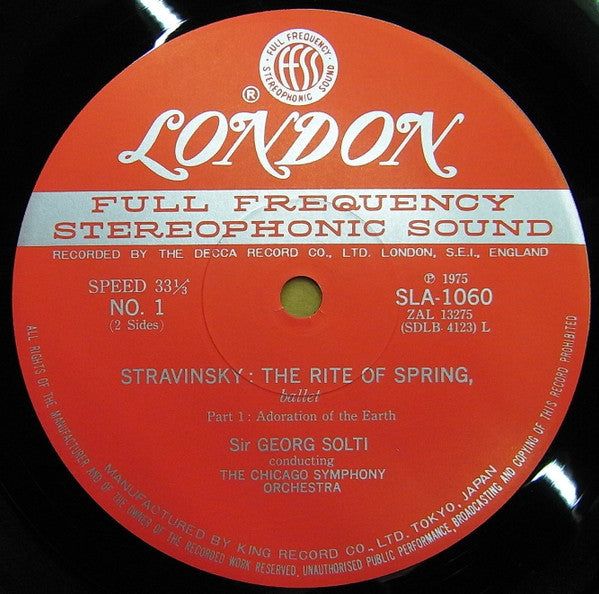 · FULL FREQUENCY ·
ffss
STEREOPHONIC SOUND
®
LONDON
FULL FREQUENCY
STEREOPHONIC SOUND
RECORDED BY THE DECCA RECORD CO., LTD. LONDON, S.E.I., ENGLAND
SPEED 33⅓
NO. 1
(2 Sides)
℗ 1975
SLA-1060
ZAL 13275
(SDLB- 4123) L
STRAVINSKY: THE RITE OF SPRING,
ballet
Part 1: Adoration of the Earth
Sir GEORG SOLTI
conducting
THE CHICAGO SYMPHONY
ORCHESTRA
MANUFACTURED BY KING RECORD CO., LTD. TOKYO, JAPAN
ALL RIGHTS OF THE MANUFACTURER AND OF THE OWNER OF THE RECORDED WORK RESERVED, UNAUTHORISED PUBLIC PERFORMANCE, BROADCASTING AND COPYING OF THIS RECORD PROHIBITED